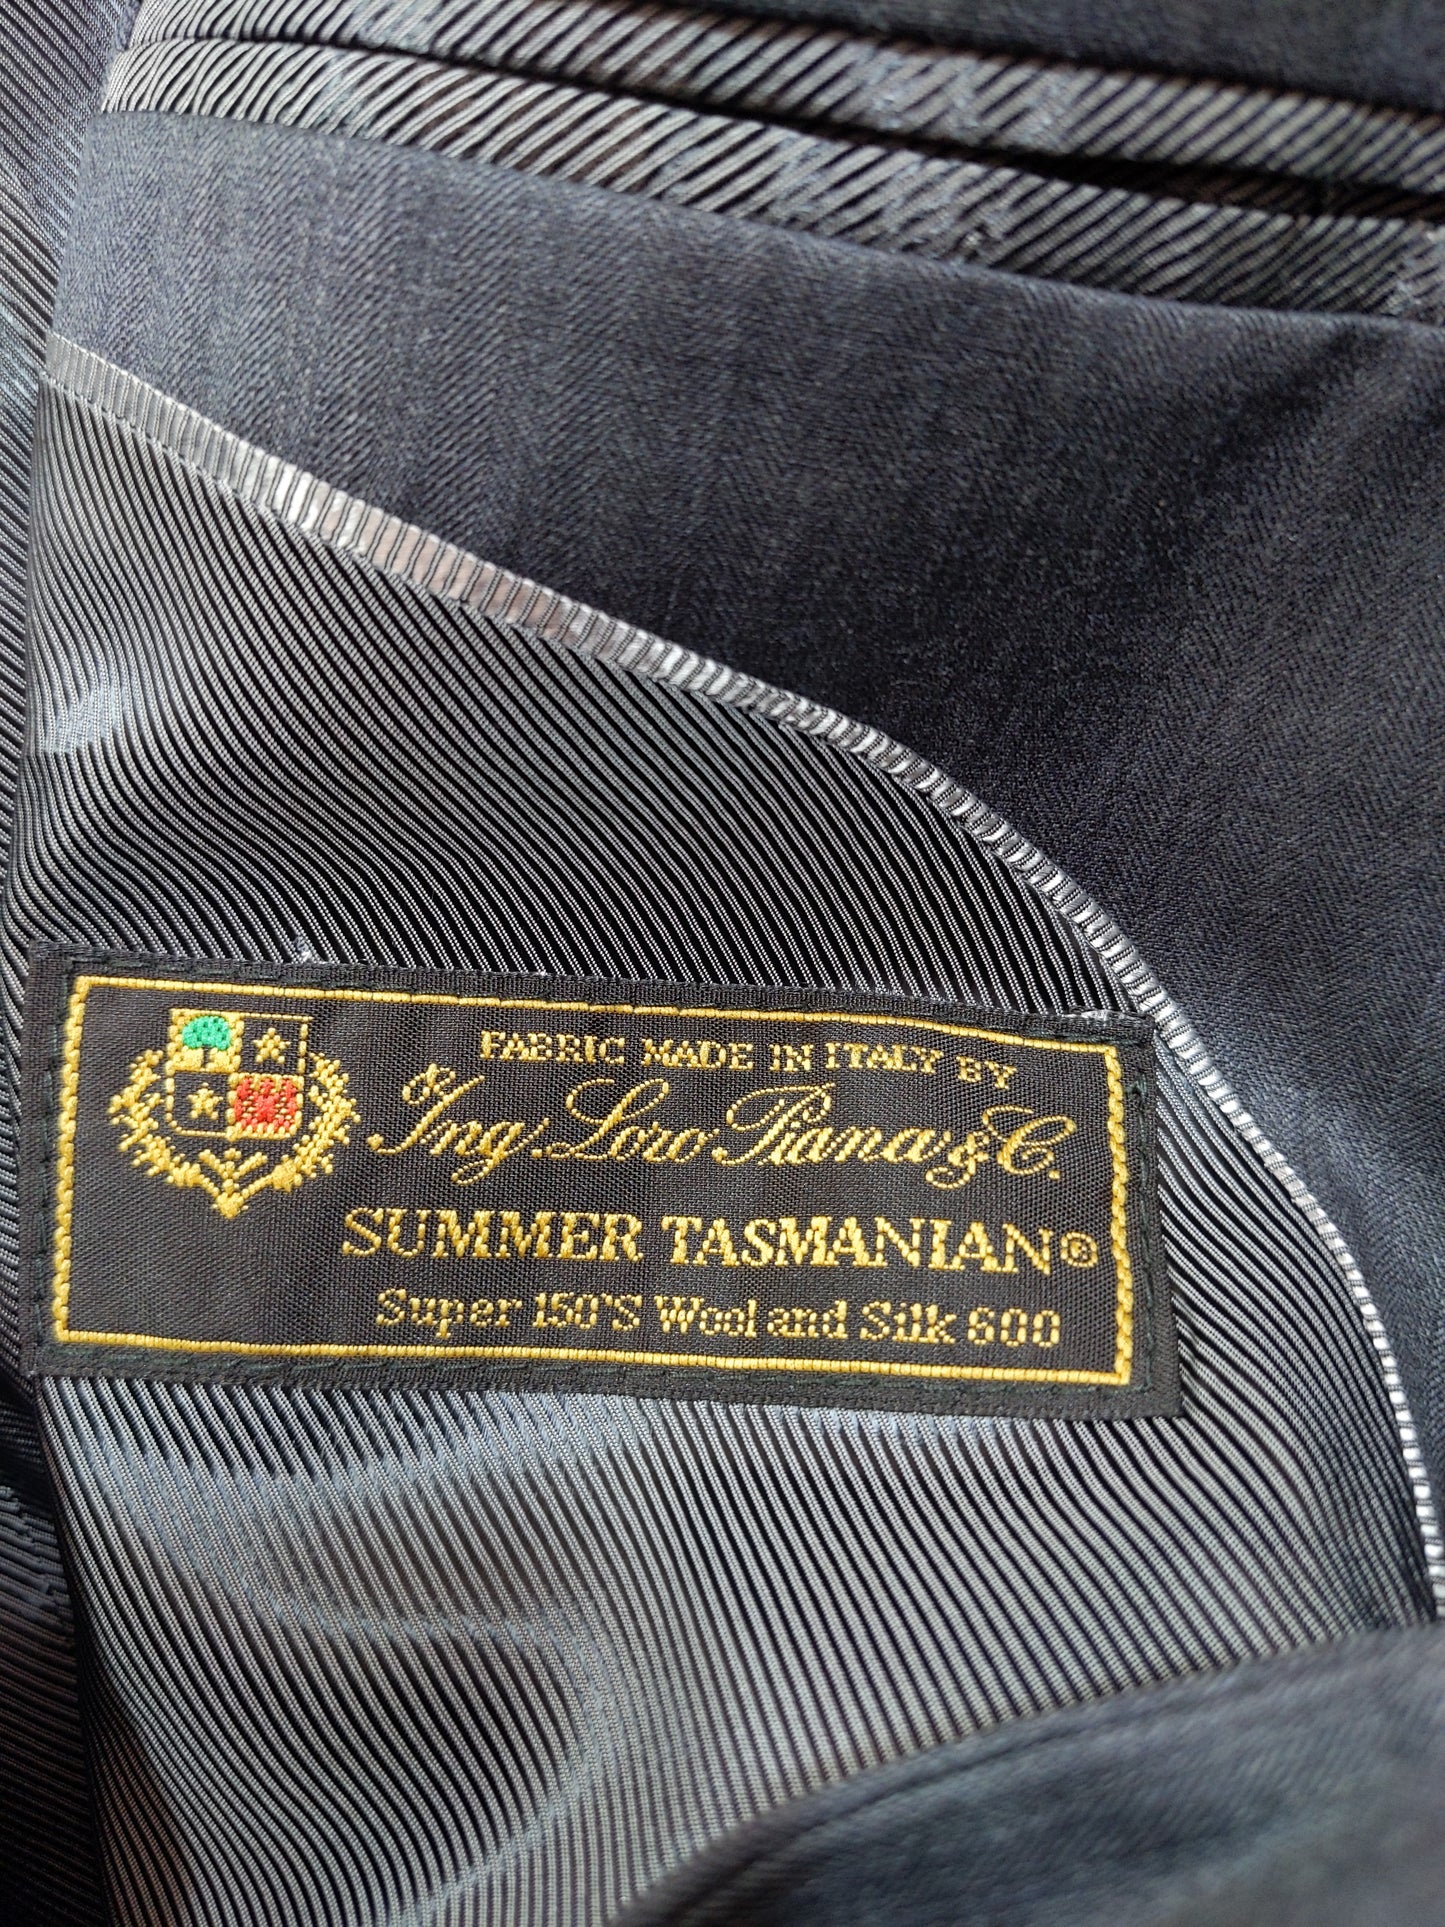 FABRIC MADE IN ITALY BY
Ing. Loro Piana & C.
SUMMER TASMANIAN®
Super 150'S Wool and Silk 600